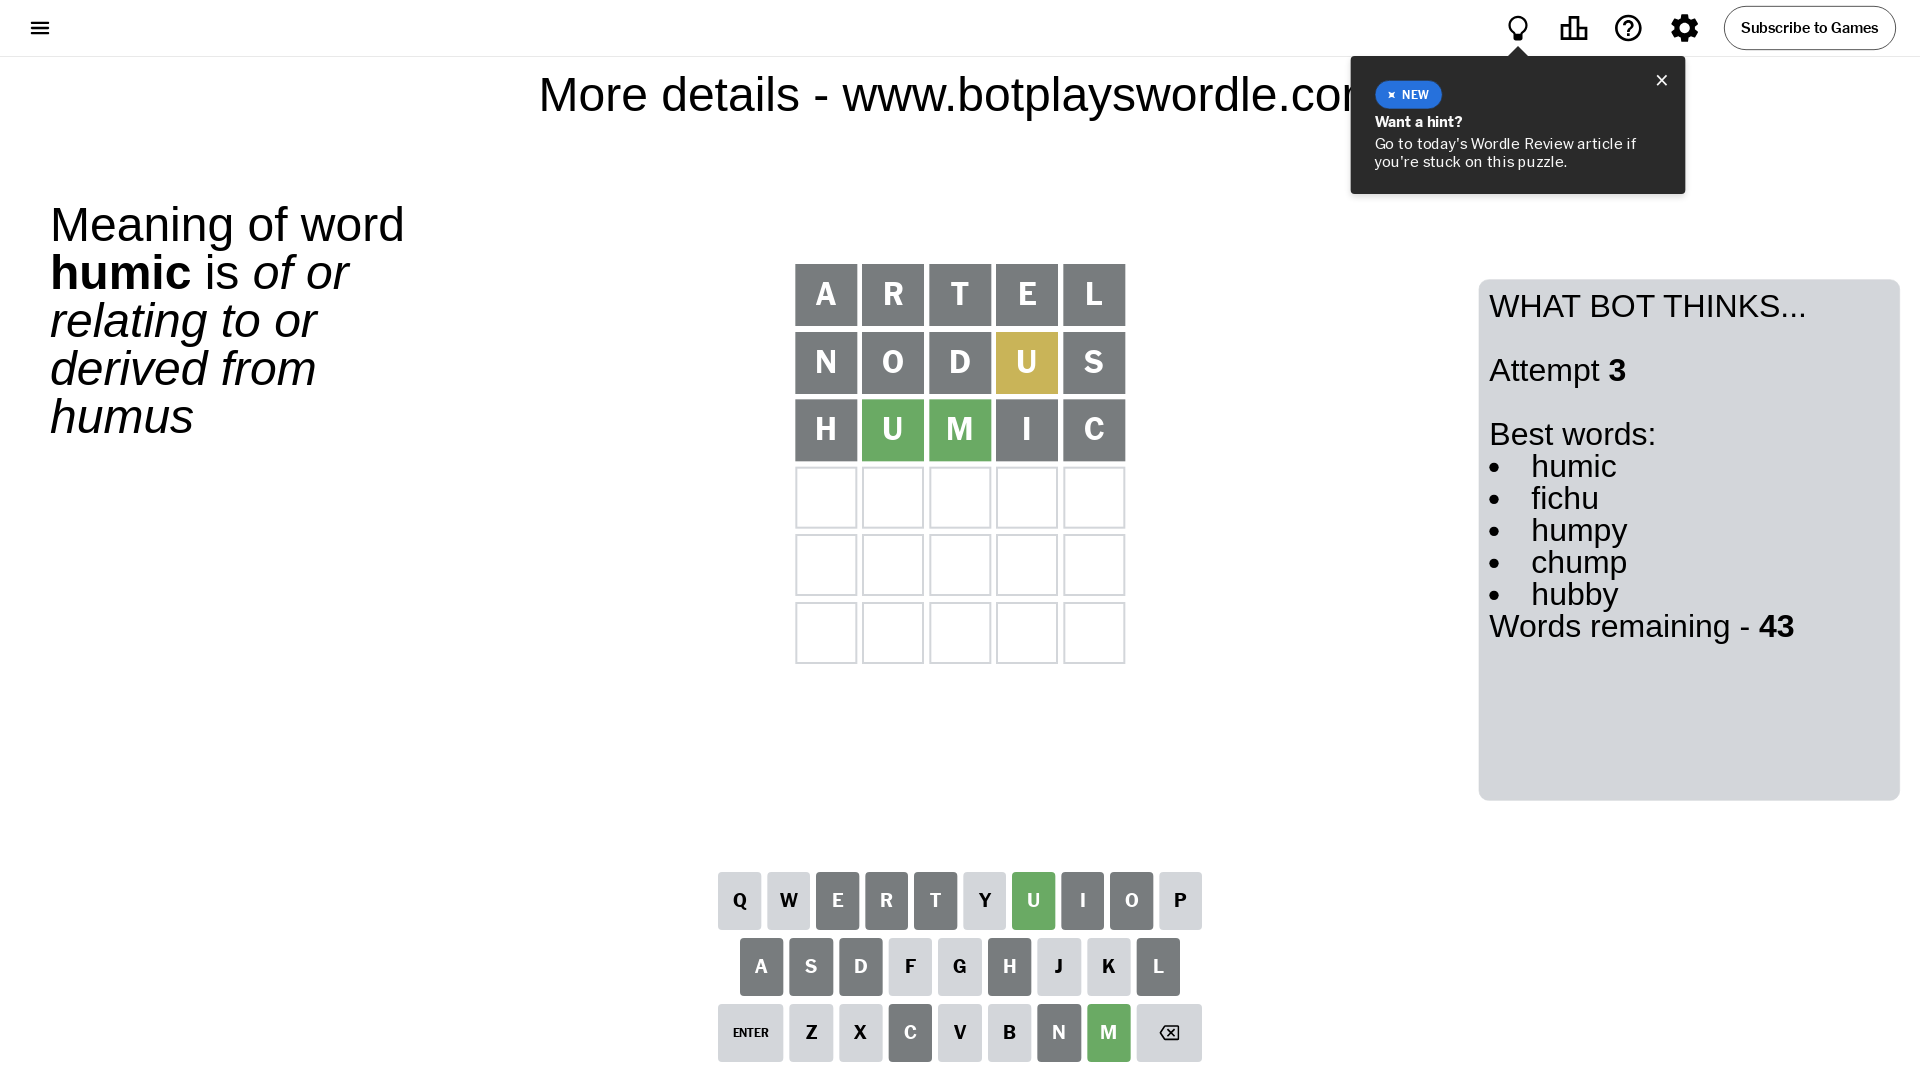 Subscribe to Games
More details - www.botplayswordle.co
NEW
Want a hint?
Go to today's Wordle Review article if
you're stuck on this puzzle.
Meaning of word
humic is of or
relating to or
derived from
humus
A R T E L
N O D U S
H U M I C
WHAT BOT THINKS...
Attempt 3
Best words:
• humic
• fichu
• humpy
• chump
• hubby
Words remaining - 43
Q W E R T Y U I O P
A S D F G H J K L
ENTER Z X C V B N M